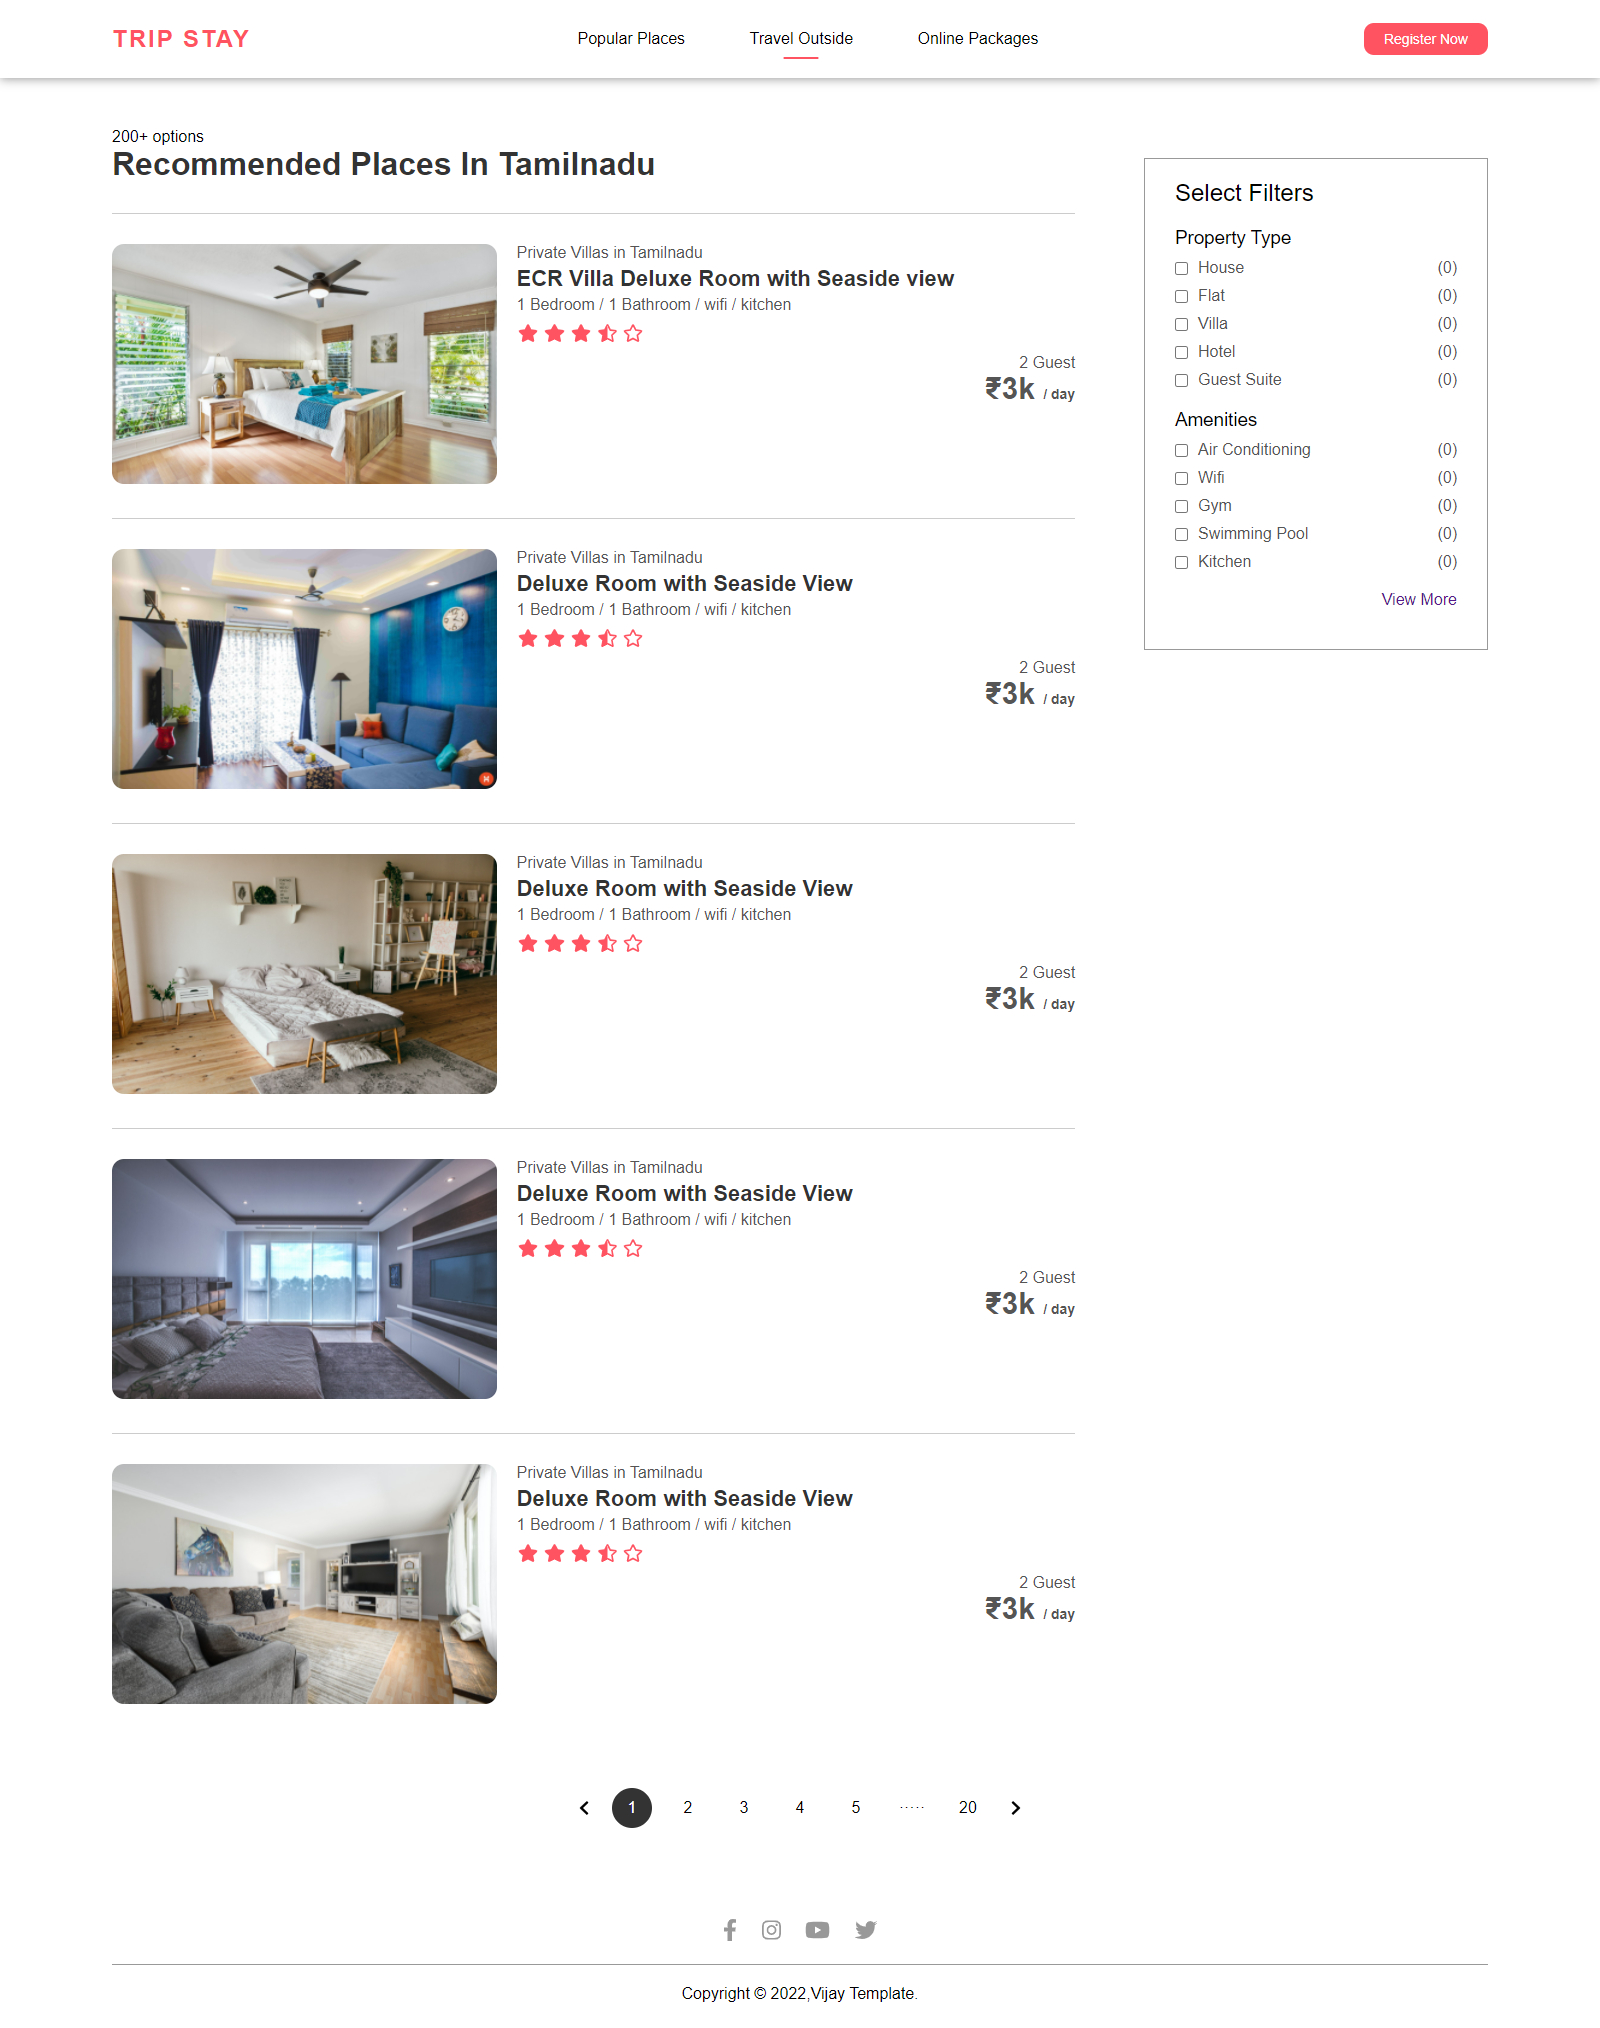 TRIP STAY
Popular Places
Travel Outside
Online Packages
Register Now
200+ options
Recommended Places In Tamilnadu
Private Villas in Tamilnadu
ECR Villa Deluxe Room with Seaside view
1 Bedroom / 1 Bathroom / wifi / kitchen
2 Guest
₹3k / day
Private Villas in Tamilnadu
Deluxe Room with Seaside View
1 Bedroom / 1 Bathroom / wifi / kitchen
2 Guest
₹3k / day
Private Villas in Tamilnadu
Deluxe Room with Seaside View
1 Bedroom / 1 Bathroom / wifi / kitchen
2 Guest
₹3k / day
Private Villas in Tamilnadu
Deluxe Room with Seaside View
1 Bedroom / 1 Bathroom / wifi / kitchen
2 Guest
₹3k / day
Private Villas in Tamilnadu
Deluxe Room with Seaside View
1 Bedroom / 1 Bathroom / wifi / kitchen
2 Guest
₹3k / day
Select Filters
Property Type
House (0)
Flat (0)
Villa (0)
Hotel (0)
Guest Suite (0)
Amenities
Air Conditioning (0)
Wifi (0)
Gym (0)
Swimming Pool (0)
Kitchen (0)
View More
1 2 3 4 5 ····· 20
Copyright © 2022,Vijay Template.